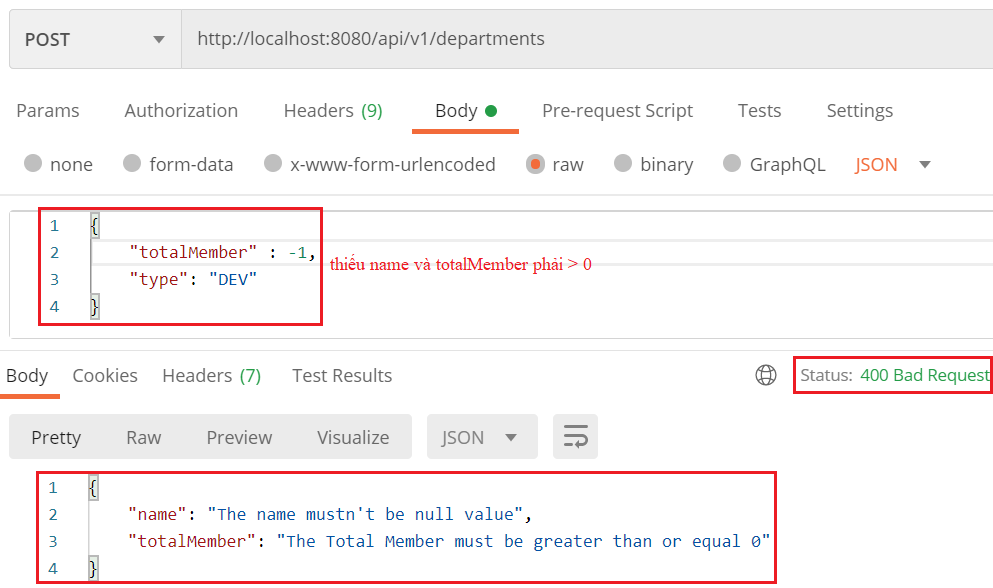 POST http://localhost:8080/api/v1/departments
Params Authorization Headers (9) Body Pre-request Script Tests Settings
none form-data x-www-form-urlencoded raw binary GraphQL JSON
1 {
2 "totalMember" : -1,
thiếu name và totalMember phải > 0
3 "type": "DEV"
4 }
Body Cookies Headers (7) Test Results Status: 400 Bad Request
Pretty Raw Preview Visualize JSON
1 {
2 "name": "The name mustn't be null value",
3 "totalMember": "The Total Member must be greater than or equal 0"
4 }